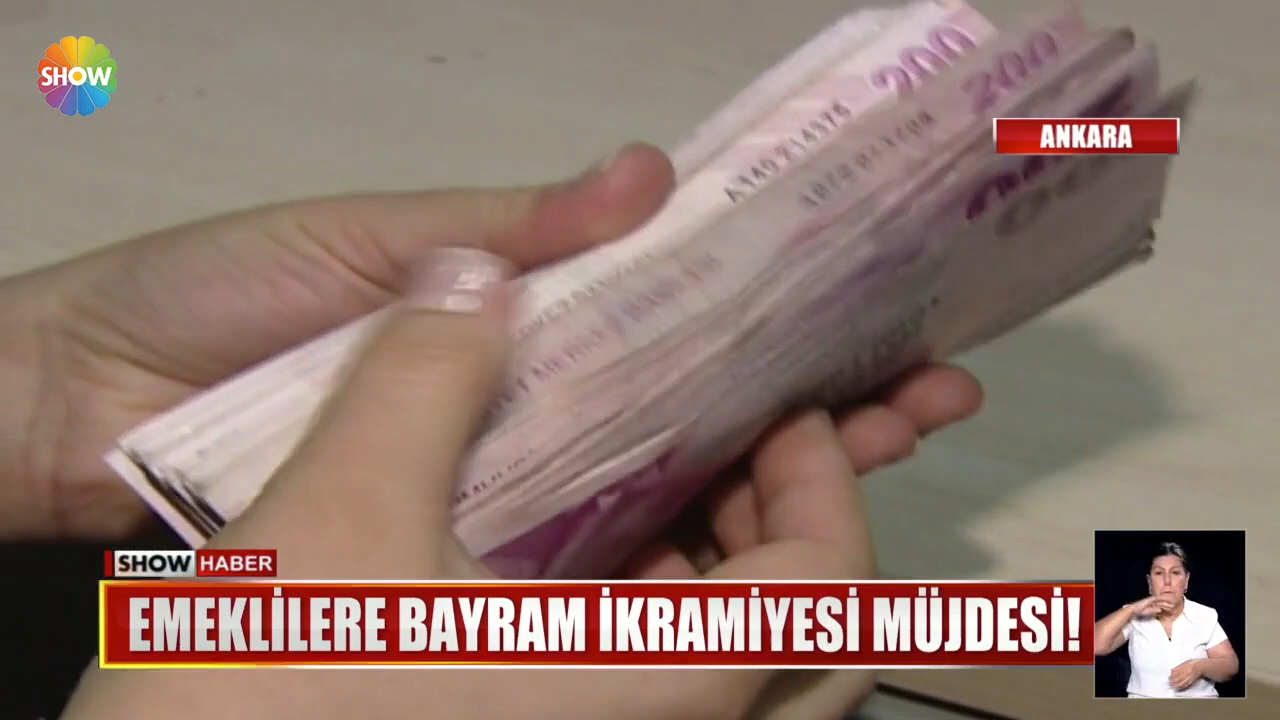 SHOW
ANKARA
200
200
SHOW HABER
EMEKLİLERE BAYRAM İKRAMİYESİ MÜJDESİ!